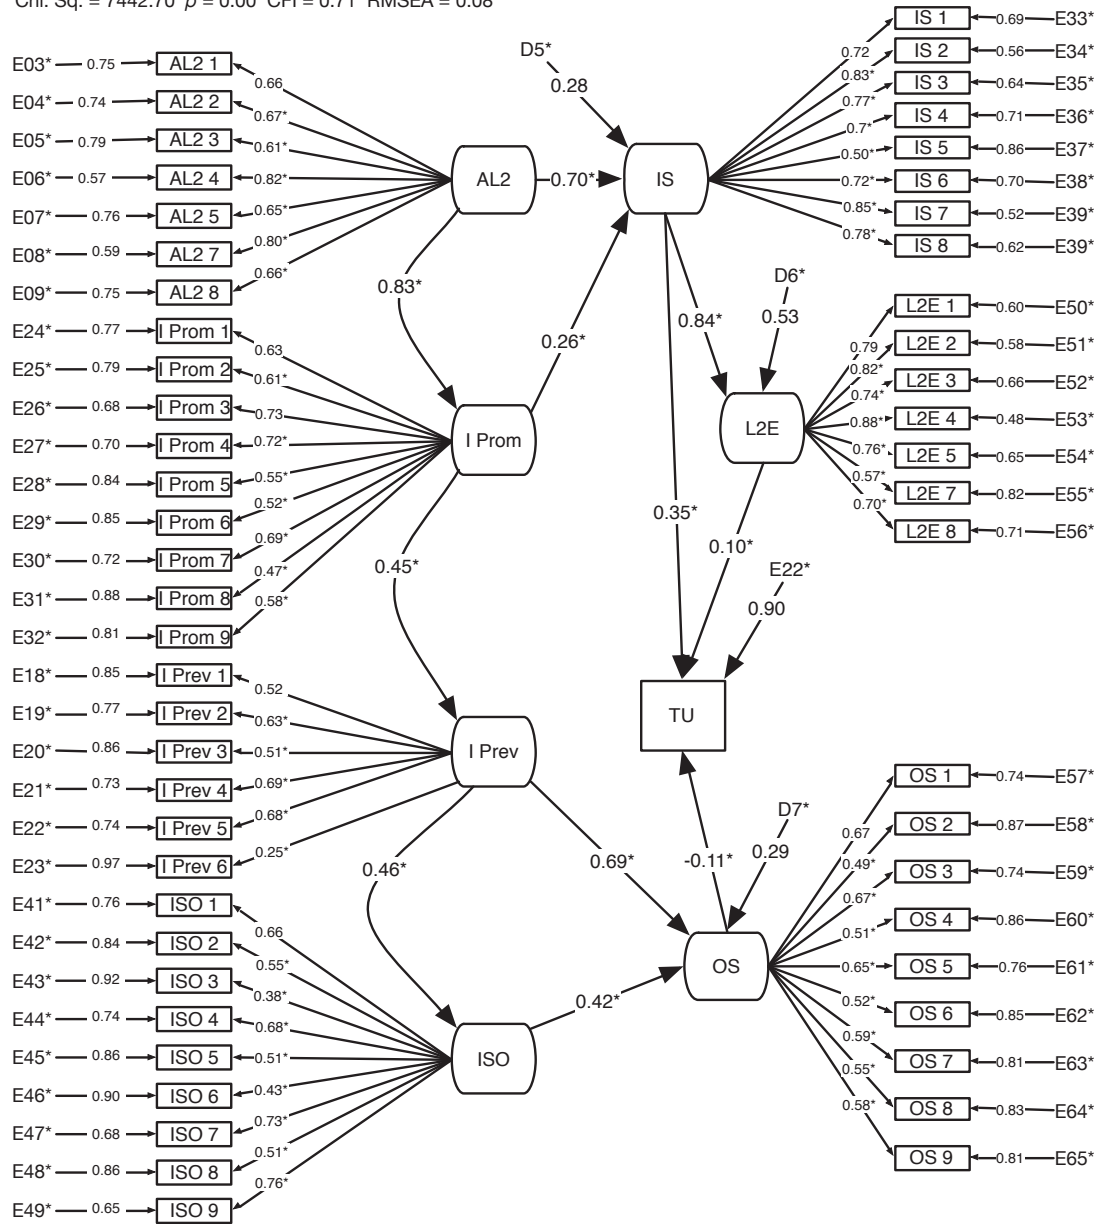 Chi. Sq. = 7442.70 p = 0.00 CFI = 0.71 RMSEA = 0.08
E03* 0.75 AL2 1 0.66
E04* 0.74 AL2 2 0.67*
E05* 0.79 AL2 3 0.61*
E06* 0.57 AL2 4 0.82*
E07* 0.76 AL2 5 0.65*
E08* 0.59 AL2 7 0.80*
E09* 0.75 AL2 8 0.66*
E24* 0.77 I Prom 1 0.63
E25* 0.79 I Prom 2 0.61*
E26* 0.68 I Prom 3 0.73
E27* 0.70 I Prom 4 0.72*
E28* 0.84 I Prom 5 0.55*
E29* 0.85 I Prom 6 0.52*
E30* 0.72 I Prom 7 0.69*
E31* 0.88 I Prom 8 0.47*
E32* 0.81 I Prom 9 0.58*
E18* 0.85 I Prev 1 0.52
E19* 0.77 I Prev 2 0.63*
E20* 0.86 I Prev 3 0.51*
E21* 0.73 I Prev 4 0.69*
E22* 0.74 I Prev 5 0.68*
E23* 0.97 I Prev 6 0.25*
E41* 0.76 ISO 1 0.66
E42* 0.84 ISO 2 0.55*
E43* 0.92 ISO 3 0.38*
E44* 0.74 ISO 4 0.68*
E45* 0.86 ISO 5 0.51*
E46* 0.90 ISO 6 0.43*
E47* 0.68 ISO 7 0.73*
E48* 0.86 ISO 8 0.51*
E49* 0.65 ISO 9 0.76*
D5*
0.28
AL2 0.70* IS
0.83*
0.26*
I Prom
0.45*
I Prev
0.46*
0.69*
ISO
0.42*
D6*
0.53
0.84*
L2E
0.35*
0.10*
E22*
0.90
TU
-0.11*
D7*
0.29
OS
0.72 IS 1 0.69 E33*
0.83* IS 2 0.56 E34*
0.77* IS 3 0.64 E35*
0.7* IS 4 0.71 E36*
0.50* IS 5 0.86 E37*
0.72* IS 6 0.70 E38*
0.85* IS 7 0.52 E39*
0.78* IS 8 0.62 E39*
0.79 L2E 1 0.60 E50*
0.82* L2E 2 0.58 E51*
0.74* L2E 3 0.66 E52*
0.88* L2E 4 0.48 E53*
0.76* L2E 5 0.65 E54*
0.57* L2E 7 0.82 E55*
0.70* L2E 8 0.71 E56*
0.67 OS 1 0.74 E57*
0.49* OS 2 0.87 E58*
0.67* OS 3 0.74 E59*
0.51* OS 4 0.86 E60*
0.65* OS 5 0.76 E61*
0.52* OS 6 0.85 E62*
0.59* OS 7 0.81 E63*
0.55* OS 8 0.83 E64*
0.58* OS 9 0.81 E65*